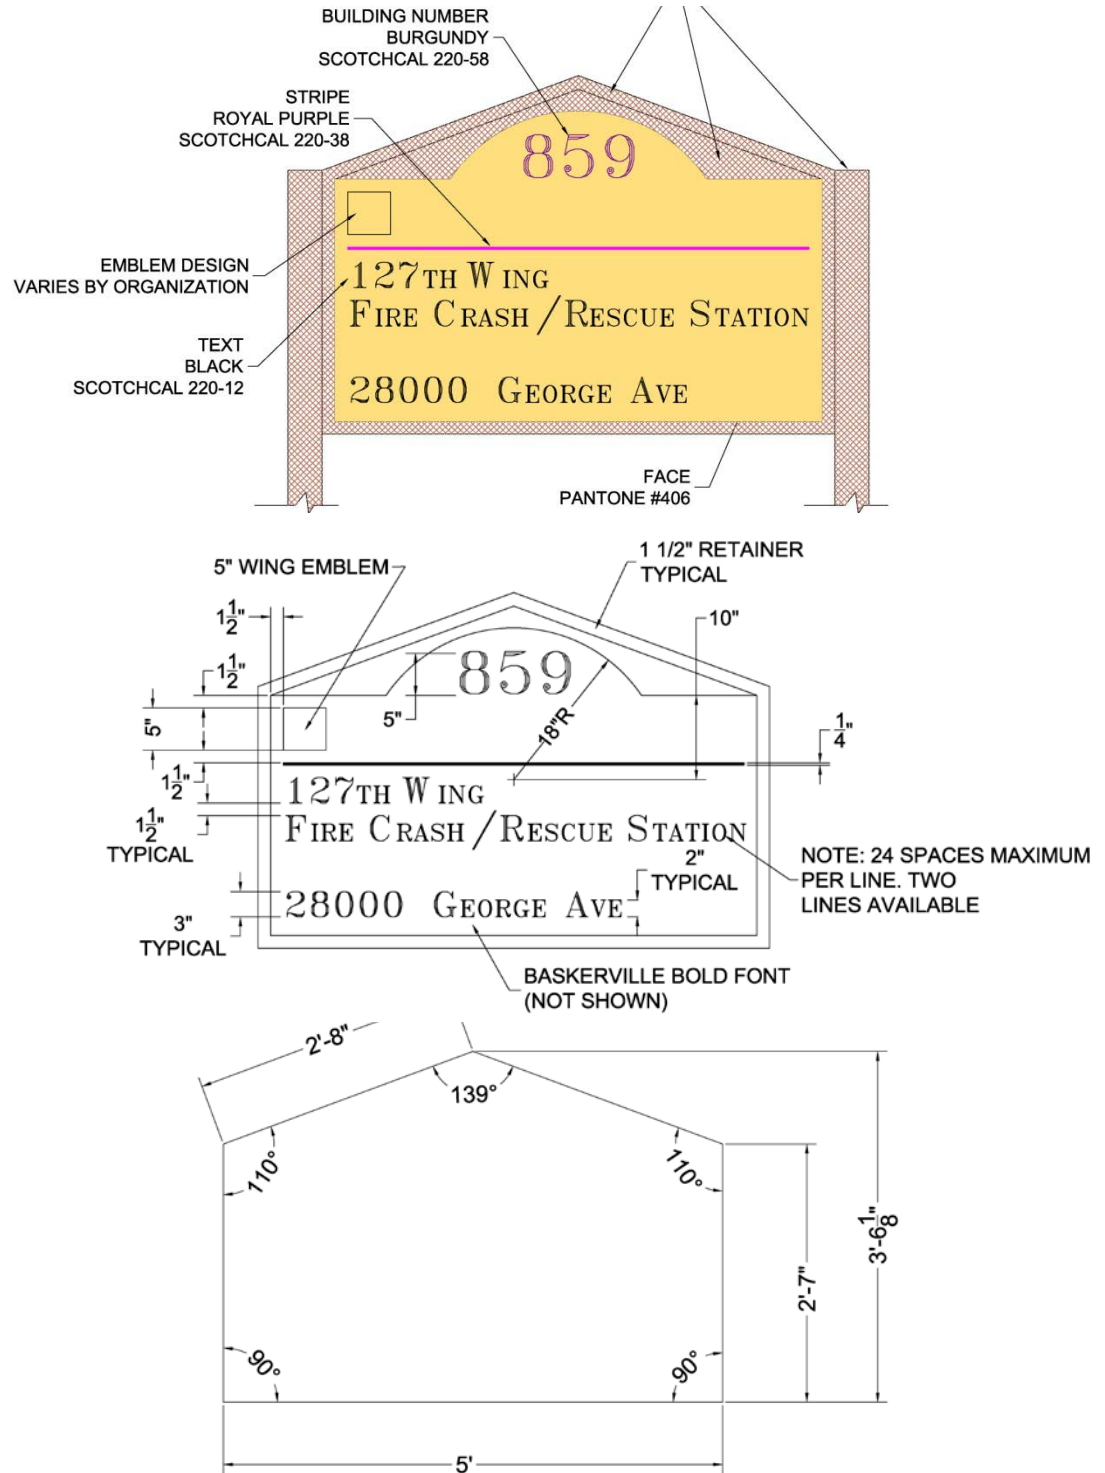 BUILDING NUMBER
BURGUNDY
SCOTCHCAL 220-58
STRIPE
ROYAL PURPLE
SCOTCHCAL 220-38
859
EMBLEM DESIGN
VARIES BY ORGANIZATION
127TH WING
FIRE CRASH /RESCUE STATION
TEXT
BLACK
SCOTCHCAL 220-12
28000 GEORGE AVE
FACE
PANTONE #406
5" WING EMBLEM
1 1/2" RETAINER
TYPICAL
1 1/2"
10"
1 1/2"
859
5"
5"
18"R
1/4"
1 1/2"
127TH WING
1 1/2"
TYPICAL
FIRE CRASH /RESCUE STATION
2"
TYPICAL
NOTE: 24 SPACES MAXIMUM
PER LINE. TWO
LINES AVAILABLE
28000 GEORGE AVE
3"
TYPICAL
BASKERVILLE BOLD FONT
(NOT SHOWN)
2'-8"
139°
110°
110°
3'-6 1/8"
2'-7"
90°
90°
5'